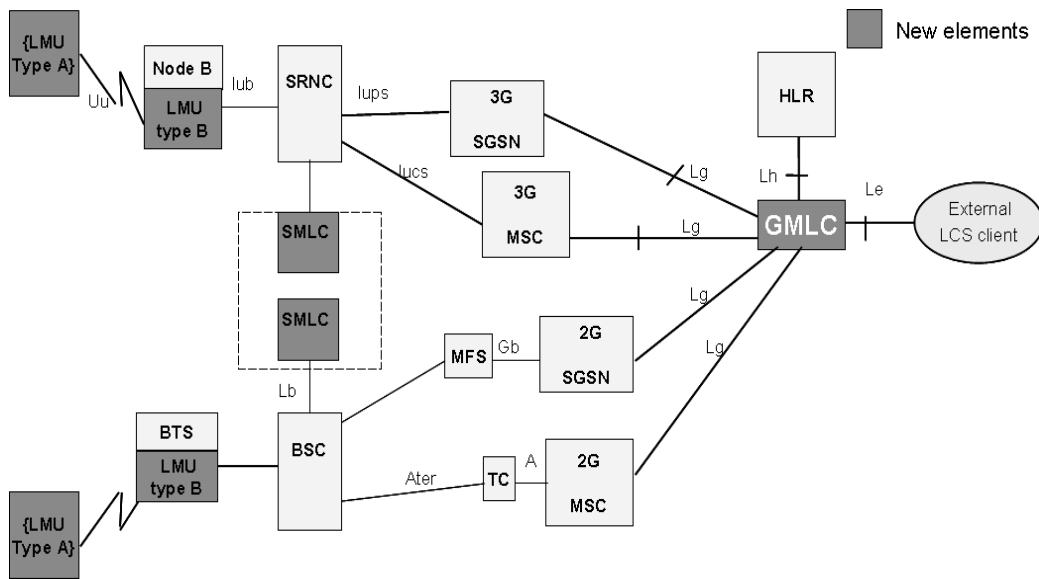 {LMU
Type A}
Uu
Node B
LMU
type B
Iub
SRNC
Iups
Iucs
3G
SGSN
3G
MSC
Lg
Lg
HLR
Lh
GMLC
Le
External
LCS client
New elements
SMLC
SMLC
Lb
BSC
MFS
Gb
2G
SGSN
Lg
Lg
BTS
LMU
type B
{LMU
Type A}
Ater
TC
A
2G
MSC